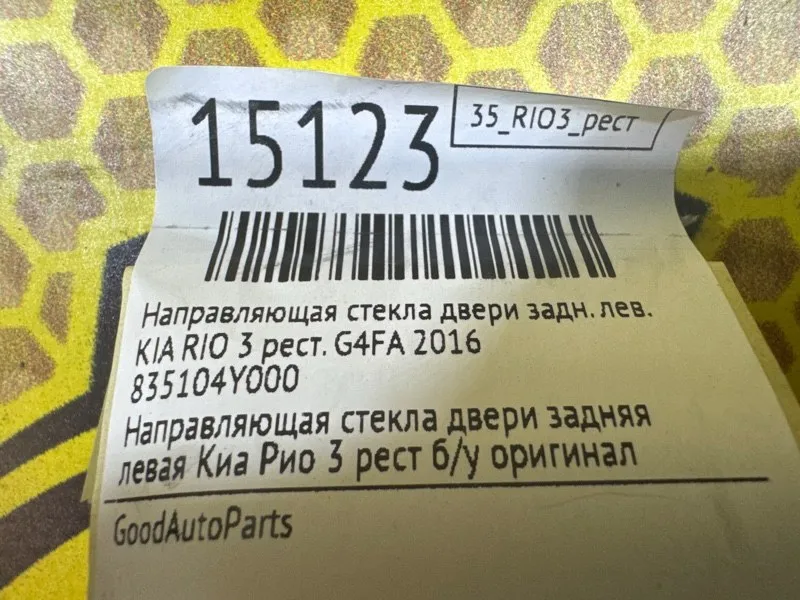 15123
35_RIO3_рест
Направляющая стекла двери задн. лев.
KIA RIO 3 рест. G4FA 2016
835104Y000
Направляющая стекла двери задняя
левая Киа Рио 3 рест б/у оригинал
GoodAutoParts